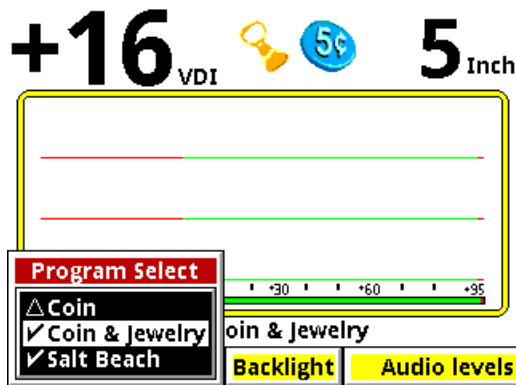 +16 VDI 5¢ 5 Inch
Program Select
Coin
Coin & Jewelry
Salt Beach
+30 +60 +95
oin & Jewelry
Backlight Audio levels